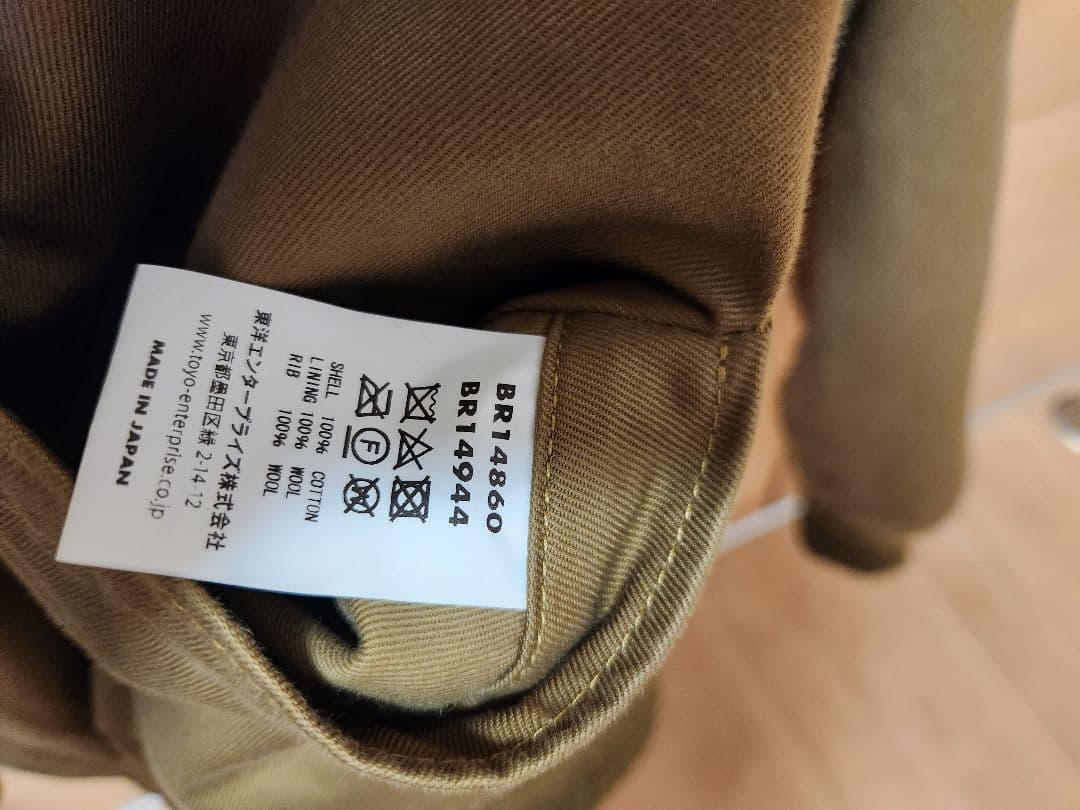 BR14860
BR14944
F
W
SHELL 100% COTTON
LINING 100% WOOL
RIB 100% WOOL
東洋エンタープライズ株式会社
東京都墨田区緑 2-14-12
www.toyo-enterprise.co.jp
MADE IN JAPAN